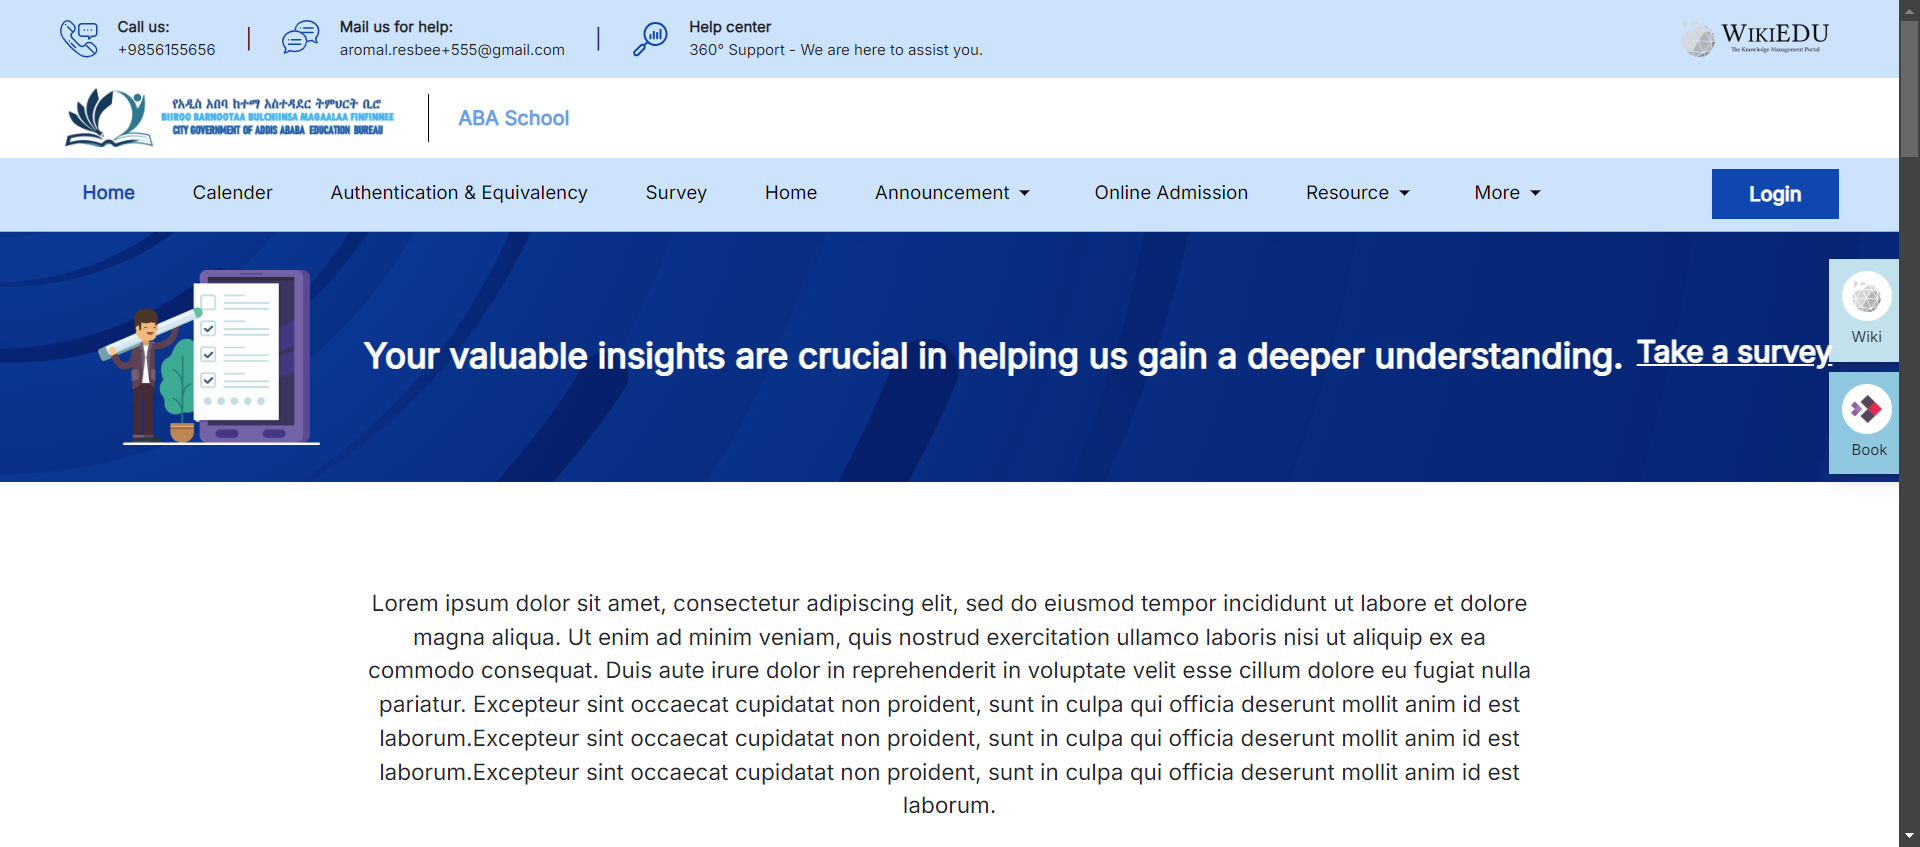 Call us:
+9856155656
Mail us for help:
aromal.resbee+555@gmail.com
Help center
360° Support - We are here to assist you.
WIKIEDU
The Knowledge Management Portal
የአዲስ አበባ ከተማ አስተዳደር ትምህርት ቢሮ
BIIROO BARNOOTAA BULCHIINSA MAGAALAA FINFINNEE
CITY GOVERNMENT OF ADDIS ABABA EDUCATION BUREAU
ABA School
Home
Calender
Authentication & Equivalency
Survey
Home
Announcement
Online Admission
Resource
More
Login
Your valuable insights are crucial in helping us gain a deeper understanding.
Take a survey
Wiki
Book
Lorem ipsum dolor sit amet, consectetur adipiscing elit, sed do eiusmod tempor incididunt ut labore et dolore
magna aliqua. Ut enim ad minim veniam, quis nostrud exercitation ullamco laboris nisi ut aliquip ex ea
commodo consequat. Duis aute irure dolor in reprehenderit in voluptate velit esse cillum dolore eu fugiat nulla
pariatur. Excepteur sint occaecat cupidatat non proident, sunt in culpa qui officia deserunt mollit anim id est
laborum.Excepteur sint occaecat cupidatat non proident, sunt in culpa qui officia deserunt mollit anim id est
laborum.Excepteur sint occaecat cupidatat non proident, sunt in culpa qui officia deserunt mollit anim id est
laborum.